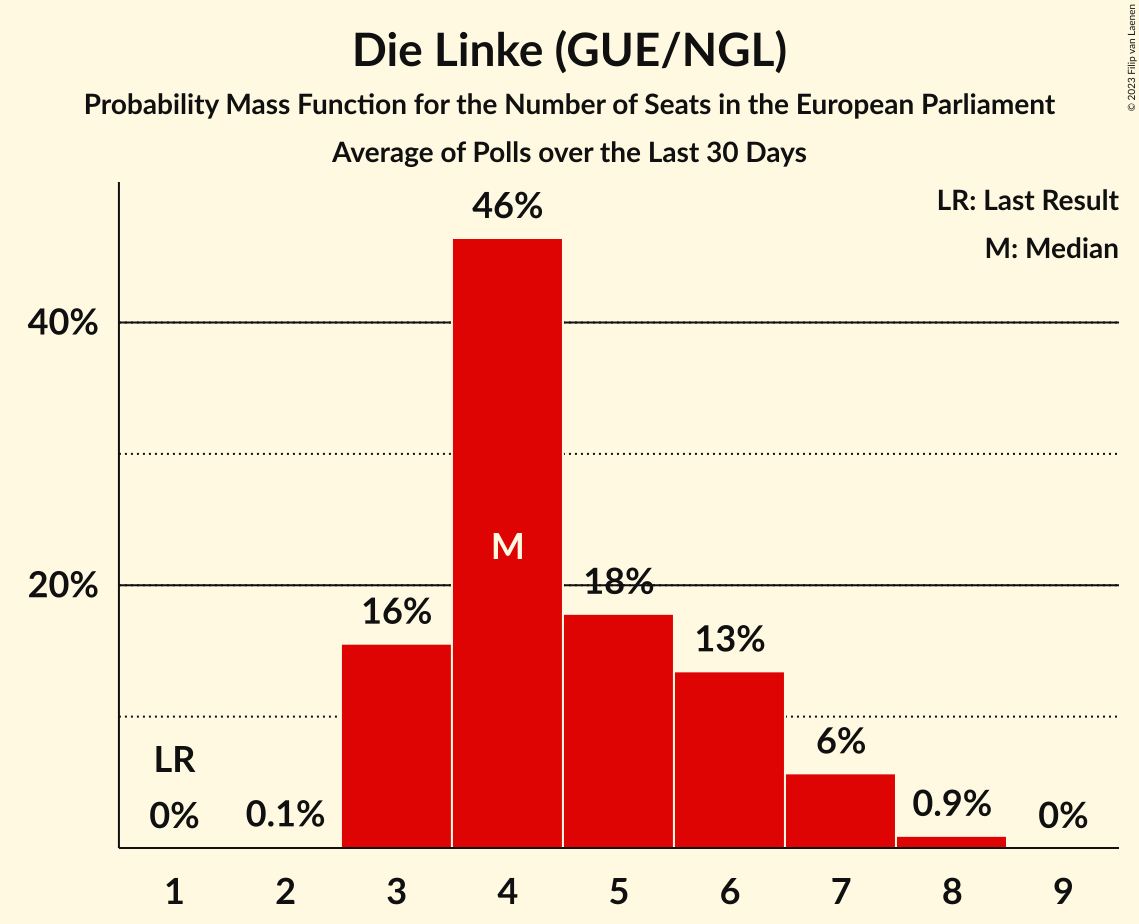 Die Linke (GUE/NGL)
Probability Mass Function for the Number of Seats in the European Parliament
Average of Polls over the Last 30 Days
© 2023 Filip van Laenen
LR: Last Result
M: Median
46%
40%
M
20%
18%
16%
13%
6%
LR
0%
0.1%
0.9%
0%
1 2 3 4 5 6 7 8 9